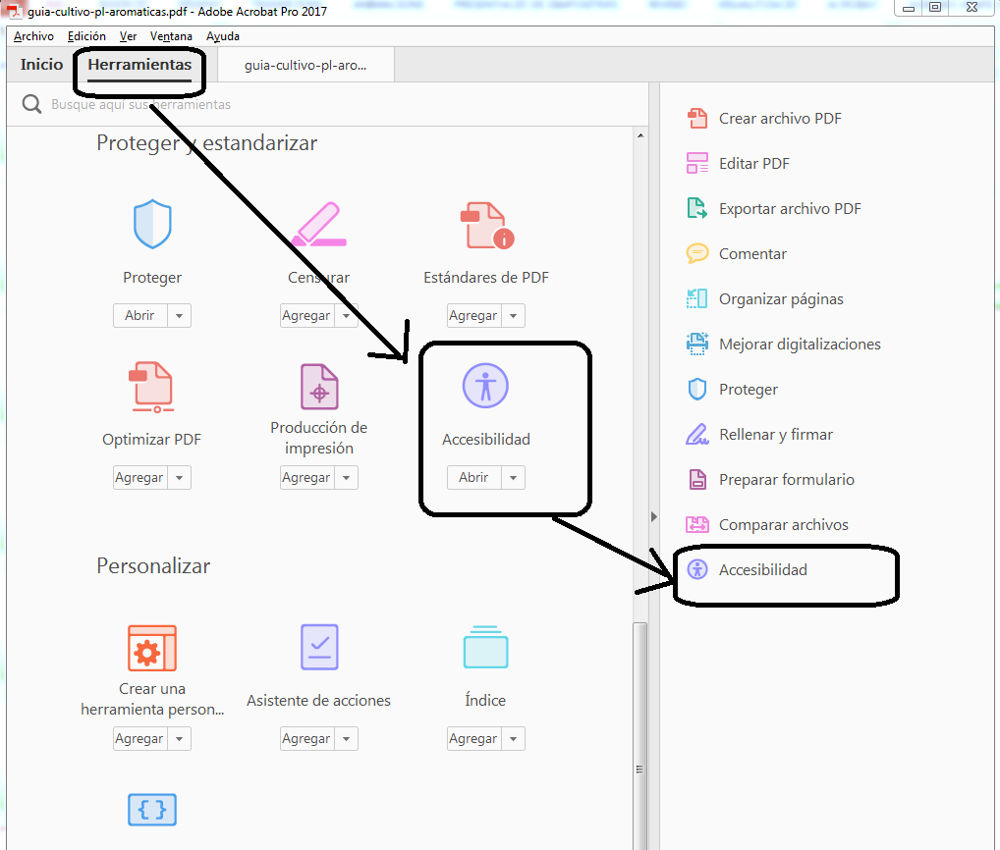 guia-cultivo-pl-aromaticas.pdf - Adobe Acrobat Pro 2017
Archivo Edición Ver Ventana Ayuda
Inicio Herramientas guia-cultivo-pl-aro...
Busque aquí sus herramientas
Proteger y estandarizar
Proteger Censurar Estándares de PDF
Abrir Agregar Agregar
Optimizar PDF Producción de
impresión Accesibilidad
Agregar Agregar Abrir
Personalizar
Crear una
herramienta person... Asistente de acciones Índice
Agregar Agregar Agregar
Crear archivo PDF
Editar PDF
Exportar archivo PDF
Comentar
Organizar páginas
Mejorar digitalizaciones
Proteger
Rellenar y firmar
Preparar formulario
Comparar archivos
Accesibilidad